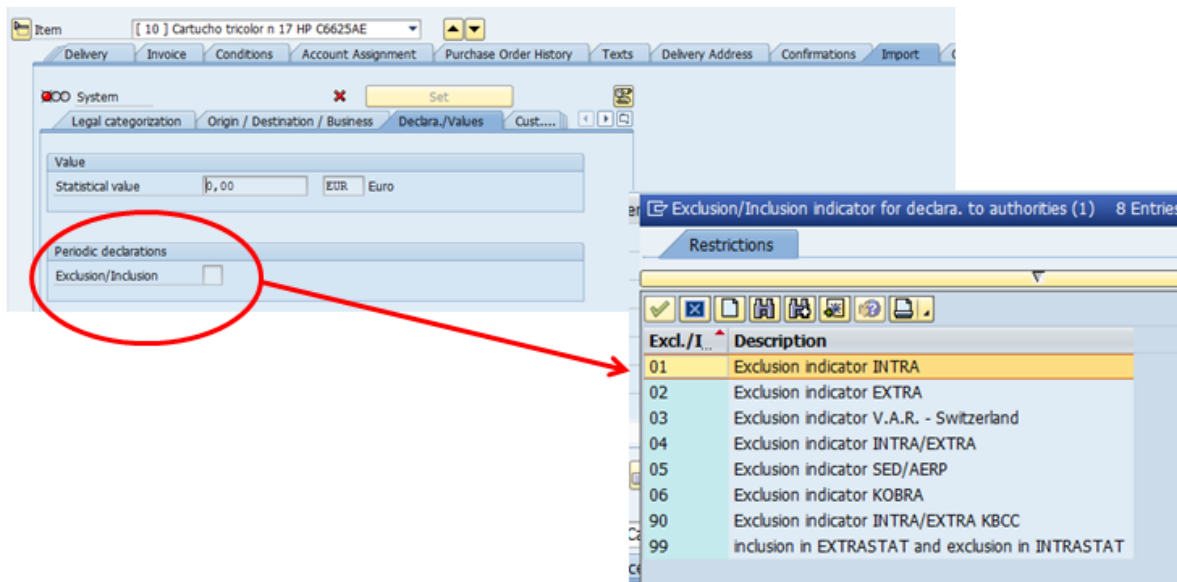 Item [ 10 ] Cartucho tricolor n 17 HP C6625AE
Delivery Invoice Conditions Account Assignment Purchase Order History Texts Delivery Address Confirmations Import
System Set
Legal categorization Origin / Destination / Business Declara./Values Cust....
Value
Statistical value 0,00 EUR Euro
Periodic declarations
Exclusion/Inclusion
Exclusion/Inclusion indicator for declara. to authorities (1) 8 Entries
Restrictions
Excl./I... Description
01 Exclusion indicator INTRA
02 Exclusion indicator EXTRA
03 Exclusion indicator V.A.R. - Switzerland
04 Exclusion indicator INTRA/EXTRA
05 Exclusion indicator SED/AERP
06 Exclusion indicator KOBRA
90 Exclusion indicator INTRA/EXTRA KBCC
99 inclusion in EXTRASTAT and exclusion in INTRASTAT